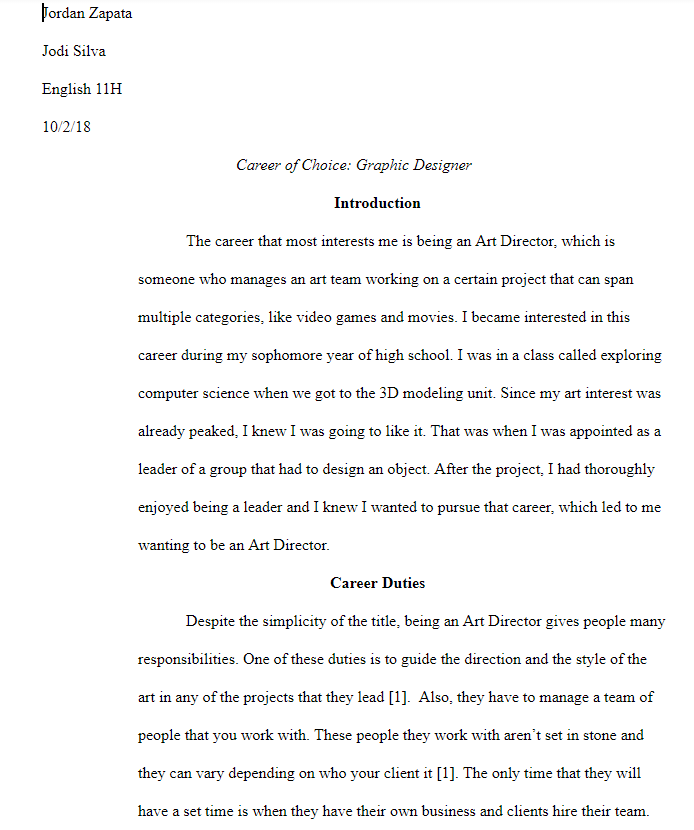 Jordan Zapata
Jodi Silva
English 11H
10/2/18
Career of Choice: Graphic Designer
Introduction
The career that most interests me is being an Art Director, which is
someone who manages an art team working on a certain project that can span
multiple categories, like video games and movies. I became interested in this
career during my sophomore year of high school. I was in a class called exploring
computer science when we got to the 3D modeling unit. Since my art interest was
already peaked, I knew I was going to like it. That was when I was appointed as a
leader of a group that had to design an object. After the project, I had thoroughly
enjoyed being a leader and I knew I wanted to pursue that career, which led to me
wanting to be an Art Director.
Career Duties
Despite the simplicity of the title, being an Art Director gives people many
responsibilities. One of these duties is to guide the direction and the style of the
art in any of the projects that they lead [1].  Also, they have to manage a team of
people that you work with. These people they work with aren’t set in stone and
they can vary depending on who your client it [1]. The only time that they will
have a set time is when they have their own business and clients hire their team.